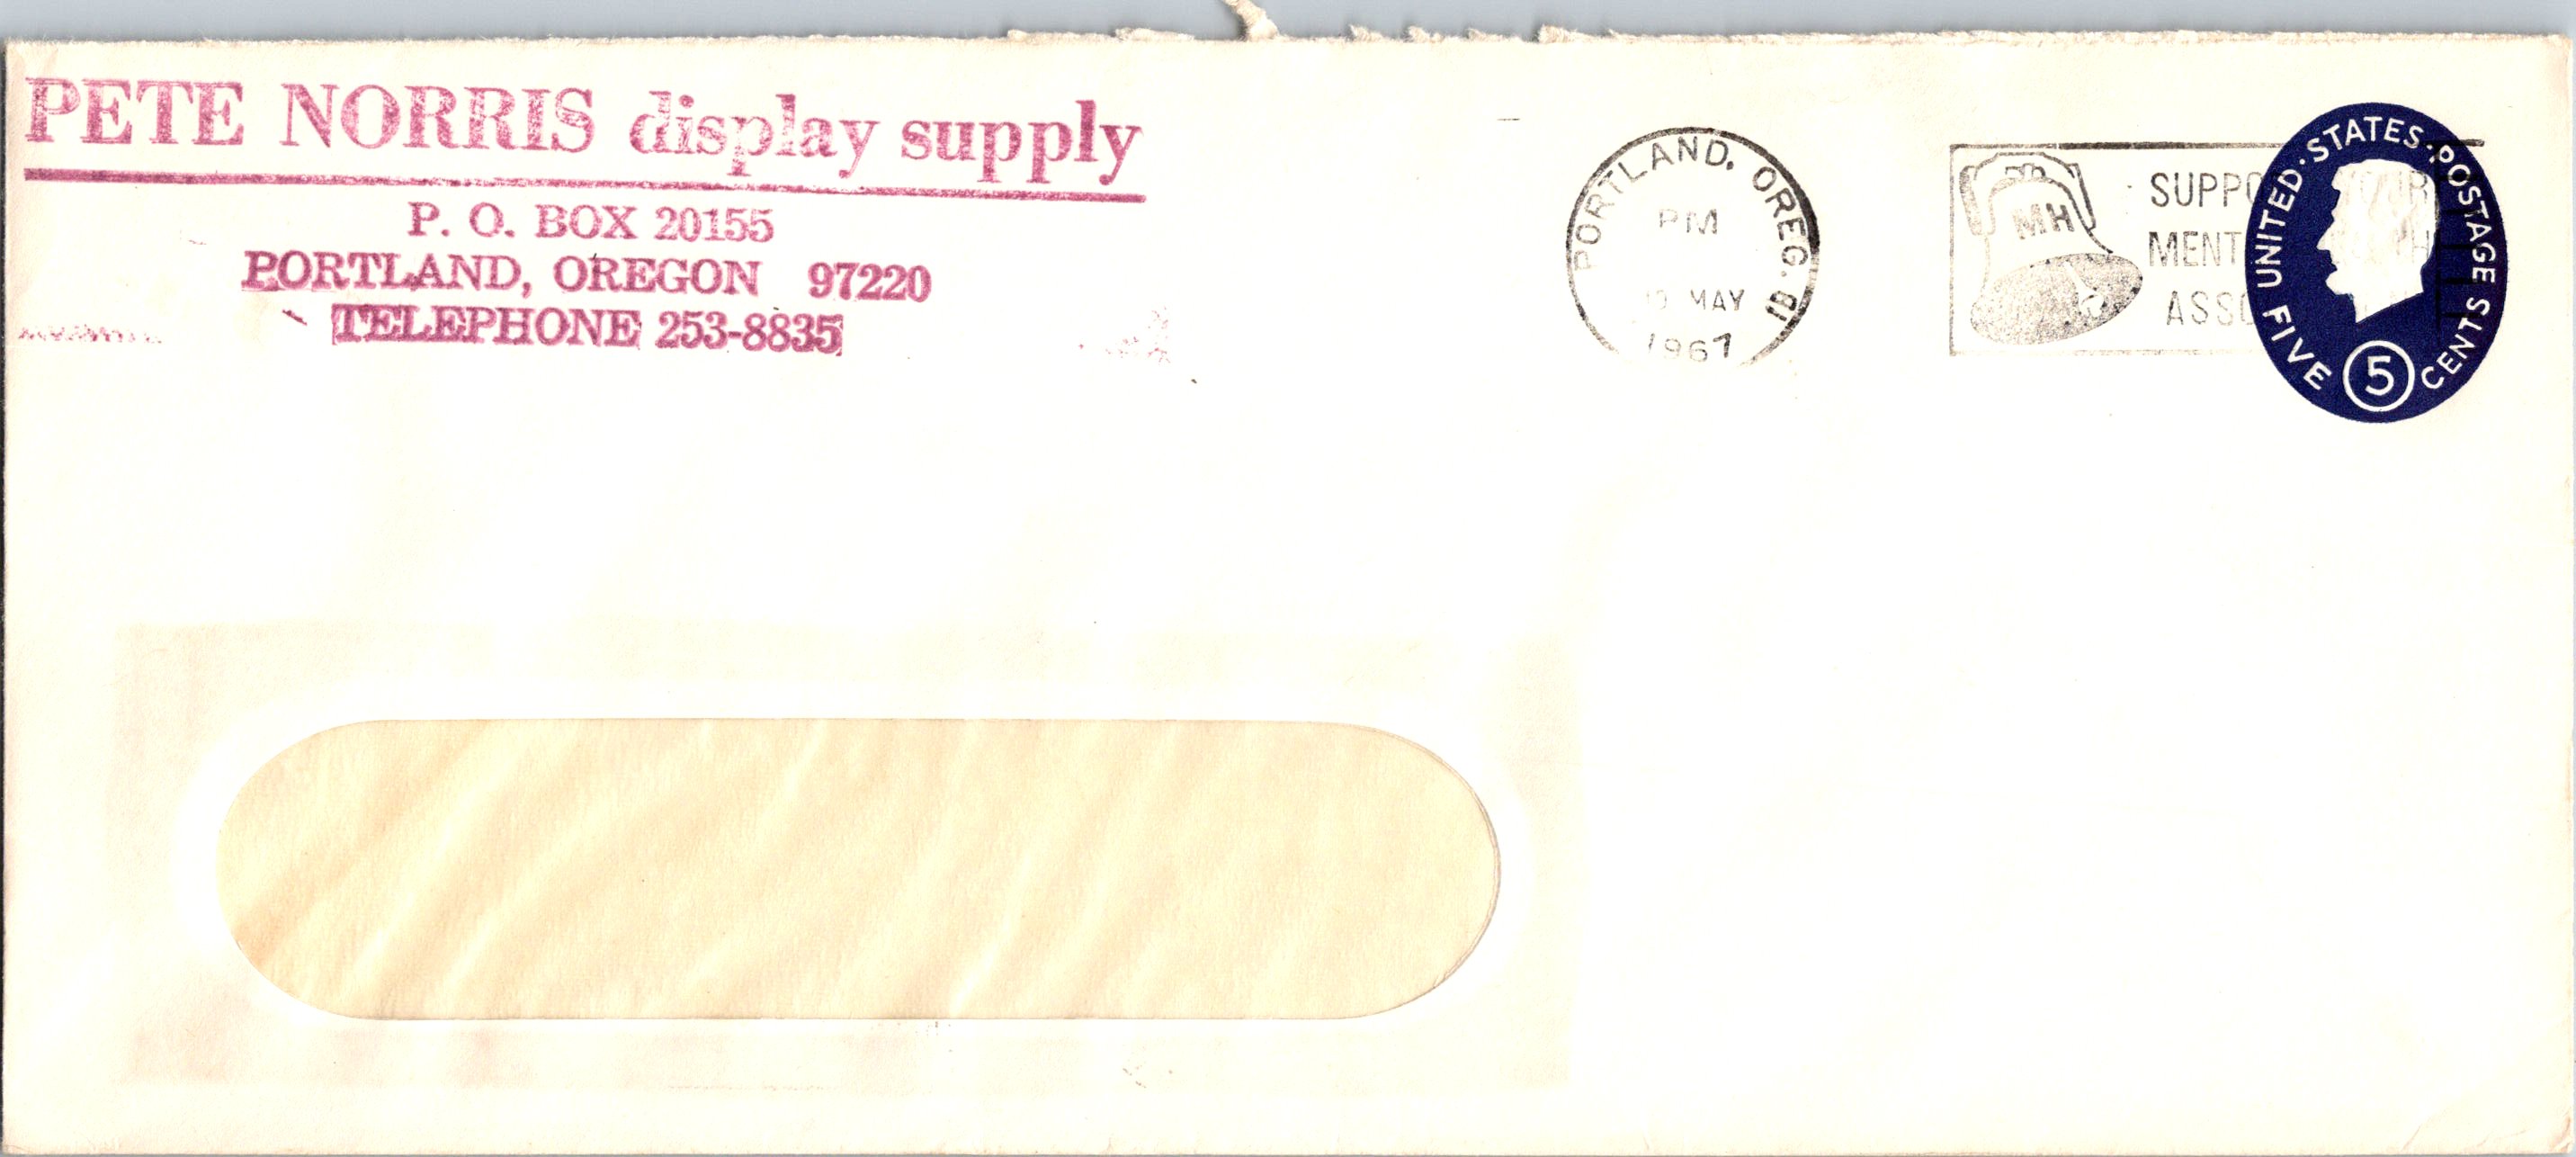 PETE NORRIS display supply
P. O. BOX 20155
PORTLAND, OREGON 97220
TELEPHONE 253-8835
PORTLAND, OREG.
PM
MAY
1967
MH
UNITED STATES POSTAGE
FIVE 5 CENTS